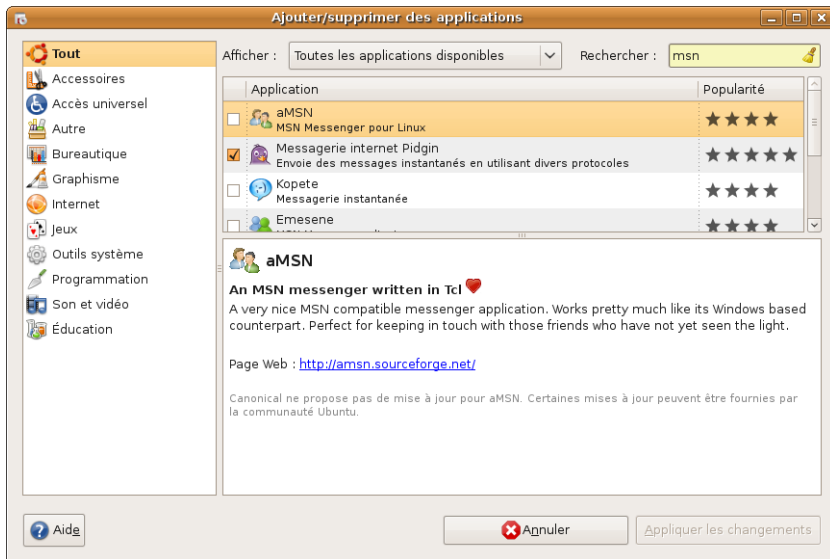 Ajouter/supprimer des applications
Tout
Accessoires
Accès universel
Autre
Bureautique
Graphisme
Internet
Jeux
Outils système
Programmation
Son et vidéo
Éducation
Afficher : Toutes les applications disponibles Rechercher : msn
Application Popularité
aMSN
MSN Messenger pour Linux
Messagerie internet Pidgin
Envoie des messages instantanés en utilisant divers protocoles
Kopete
Messagerie instantanée
Emesene
aMSN
An MSN messenger written in Tcl
A very nice MSN compatible messenger application. Works pretty much like its Windows based
counterpart. Perfect for keeping in touch with those friends who have not yet seen the light.
Page Web : http://amsn.sourceforge.net/
Canonical ne propose pas de mise à jour pour aMSN. Certaines mises à jour peuvent être fournies par
la communauté Ubuntu.
Aide Annuler Appliquer les changements